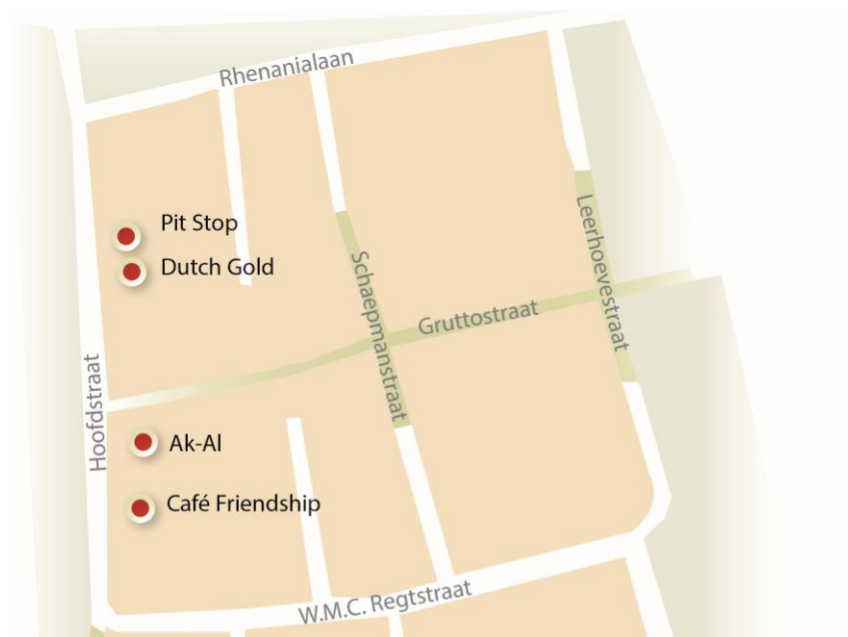 Rhenanialaan
Pit Stop
Dutch Gold
Schaepmanstraat
Leerhoevestraat
Gruttostraat
Hoofdstraat
Ak-Al
Café Friendship
W.M.C. Regtstraat